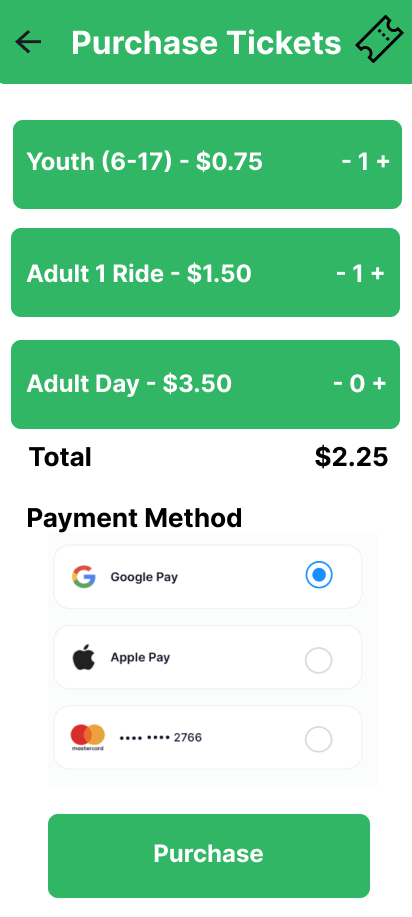 Purchase Tickets
Youth (6-17) - $0.75 - 1 +
Adult 1 Ride - $1.50 - 1 +
Adult Day - $3.50 - 0 +
Total $2.25
Payment Method
Google Pay
Apple Pay
mastercard •••• •••• 2766
Purchase